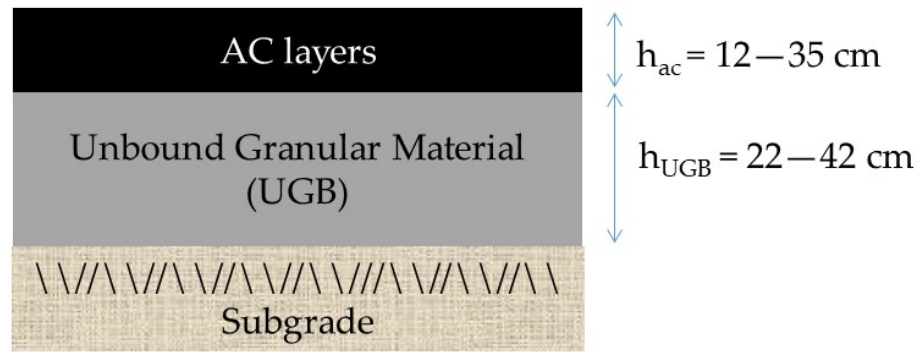 AC layers
h_ac = 12—35 cm
Unbound Granular Material
(UGB)
h_UGB = 22—42 cm
\ \//\ \//\ \//\ \//\ \///\ \//\ \//\ \
Subgrade